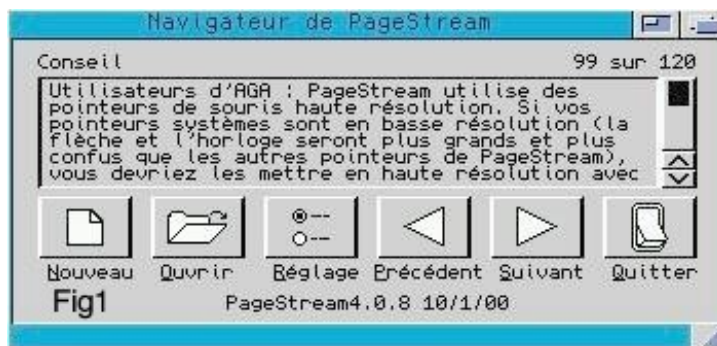 Navigateur de PageStream
Conseil 99 sur 120
Utilisateurs d'AGA : PageStream utilise des
pointeurs de souris haute résolution. Si vos
pointeurs systèmes sont en basse résolution (la
flèche et l'horloge seront plus grands et plus
confus que les autres pointeurs de PageStream),
vous devriez les mettre en haute résolution avec
Nouveau Ouvrir Réglage Précédent Suivant Quitter
Fig1 PageStream4.0.8 10/1/00